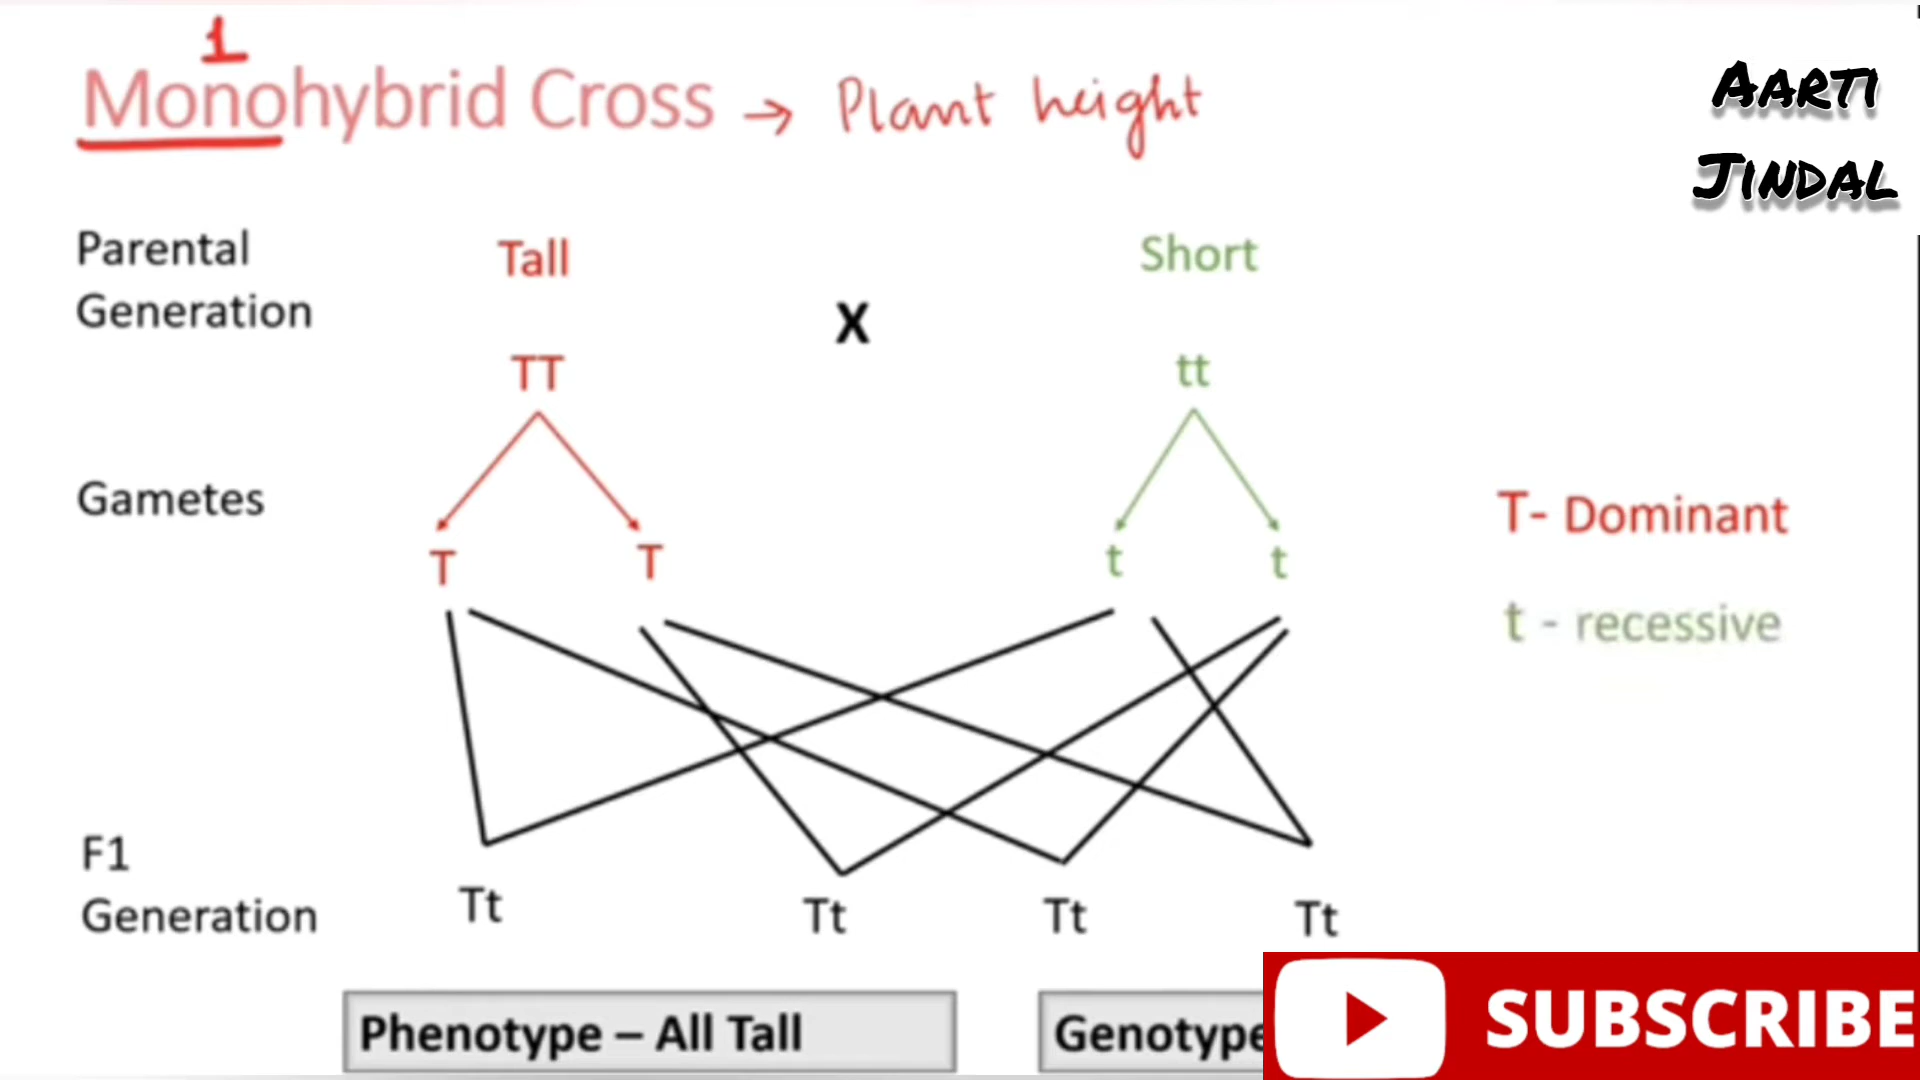 1
Monohybrid Cross → Plant height
AARTI
JINDAL
Parental
Generation
Tall
X
Short
TT
tt
Gametes
T
T
t
t
T- Dominant
t - recessive
F1
Generation
Tt
Tt
Tt
Tt
Phenotype – All Tall
Genotype
SUBSCRIBE